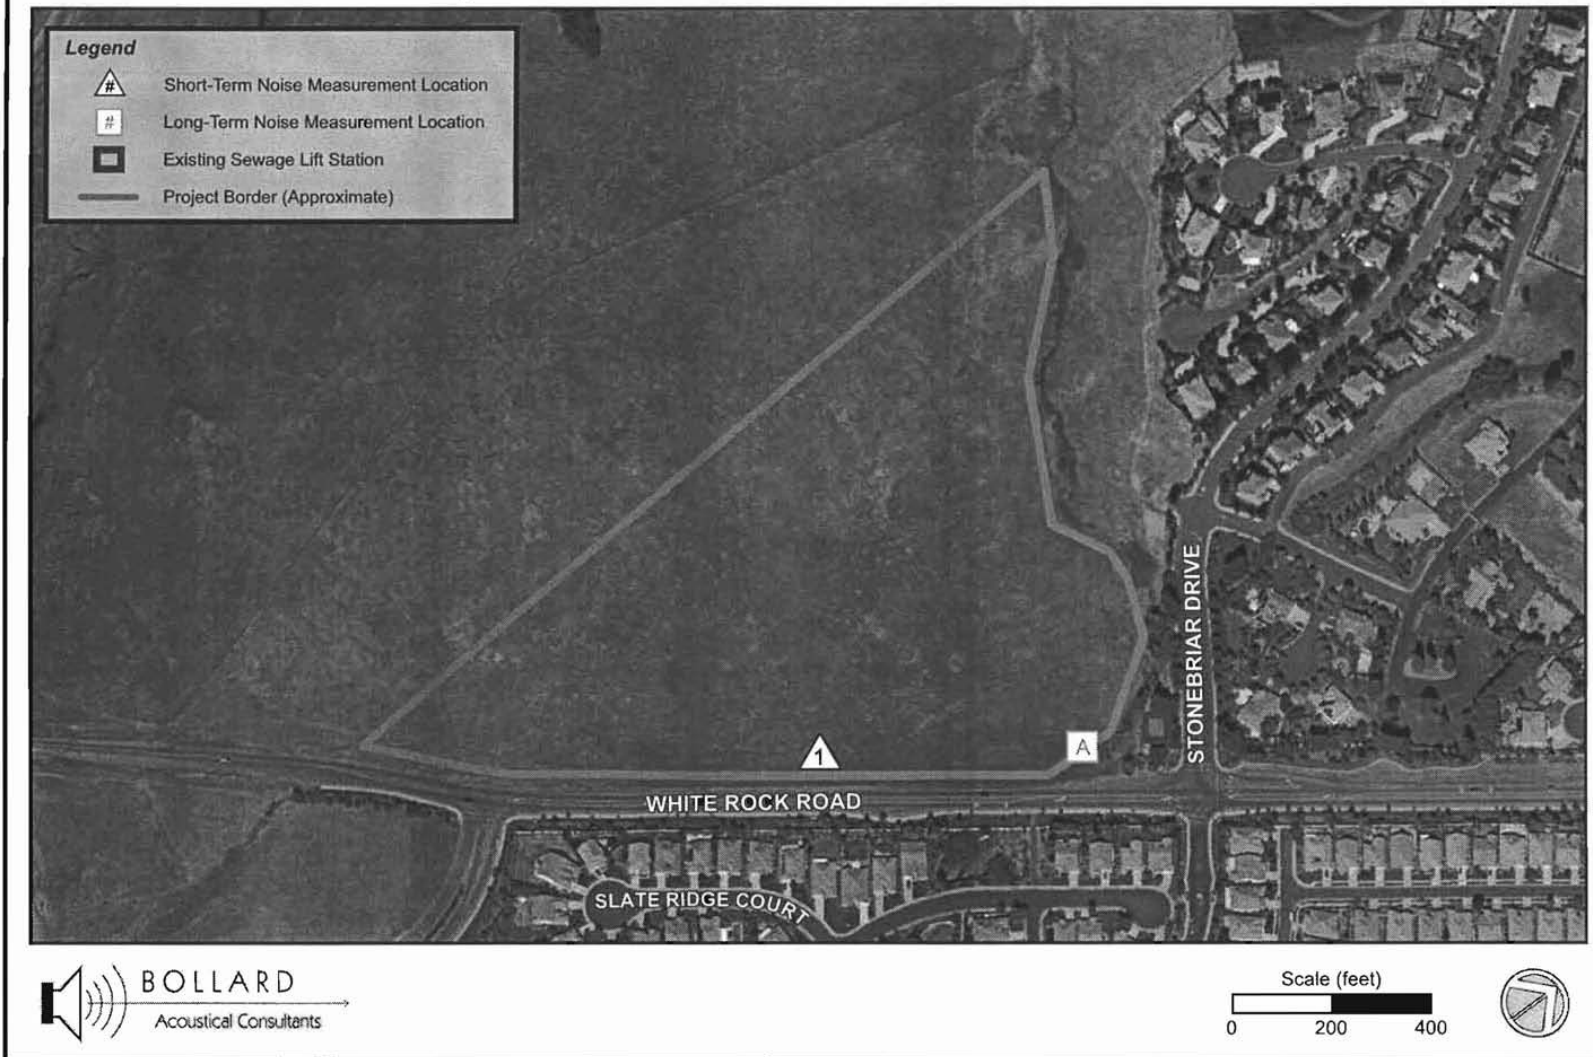 Legend
# Short-Term Noise Measurement Location
# Long-Term Noise Measurement Location
Existing Sewage Lift Station
Project Border (Approximate)
STONEBRIAR DRIVE
1
A
WHITE ROCK ROAD
SLATE RIDGE COURT
BOLLARD
Acoustical Consultants
Scale (feet)
0 200 400